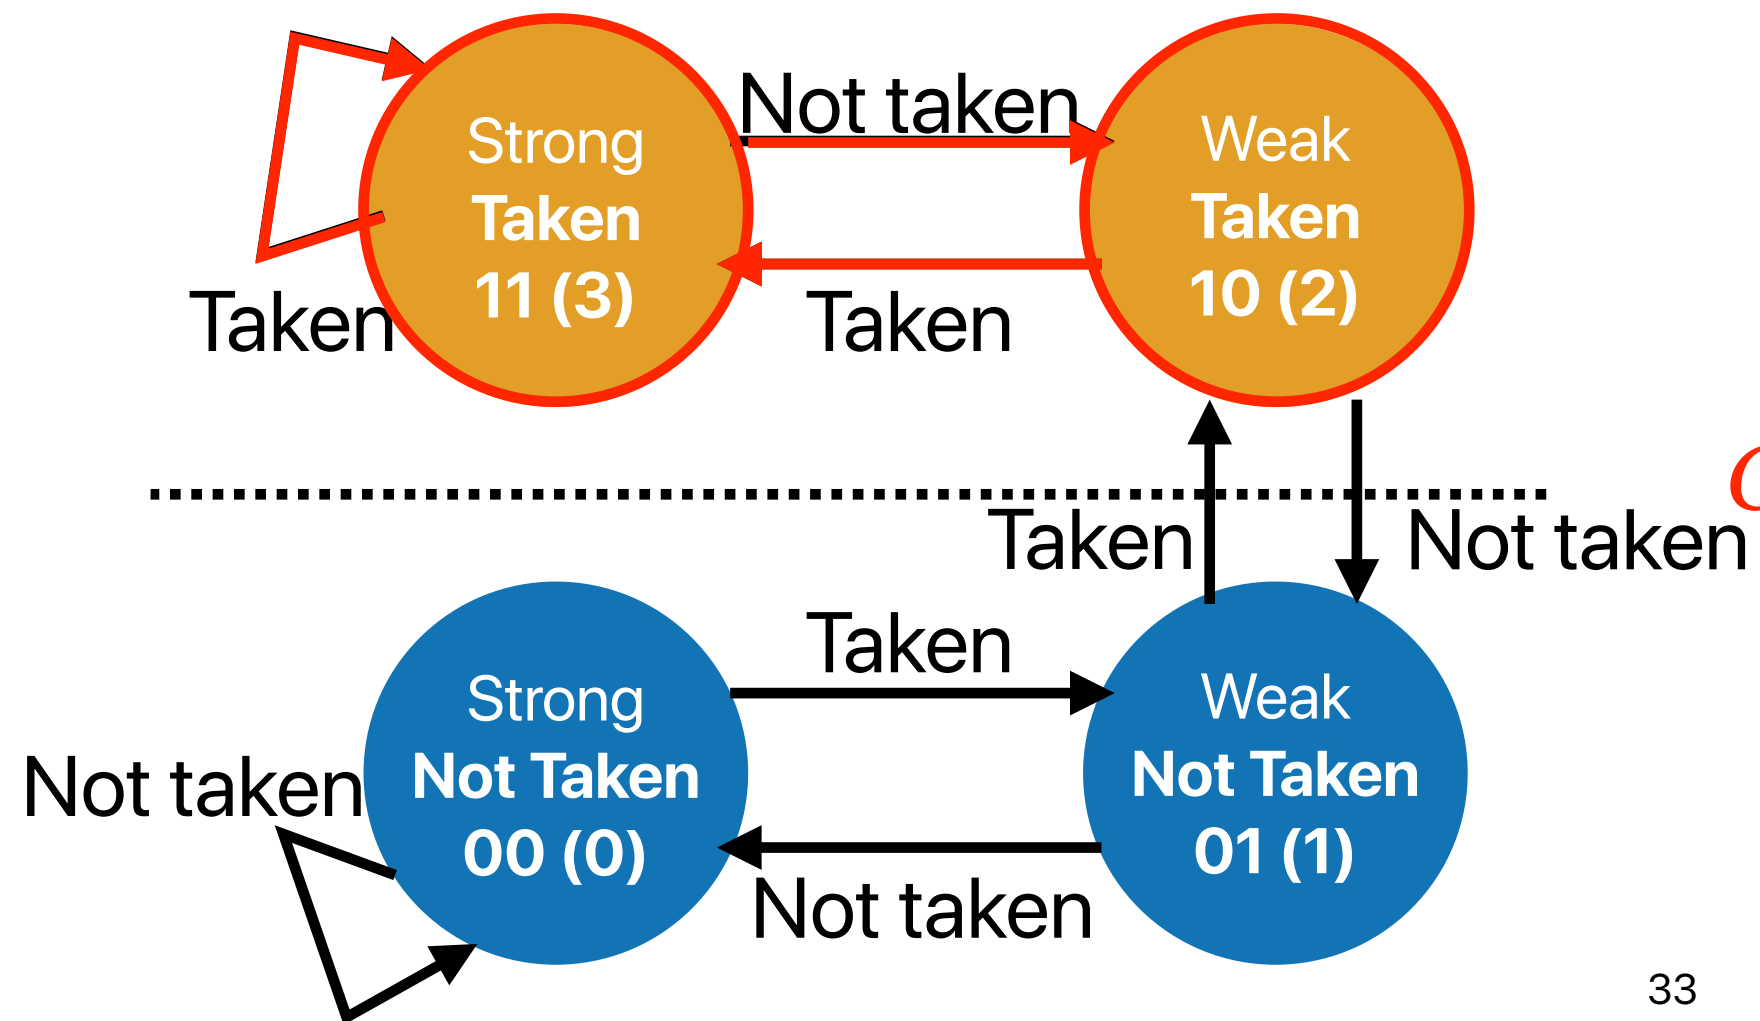 Not taken
Strong
Taken
11 (3)
Weak
Taken
10 (2)
Taken
Taken
Taken
Not taken
Taken
Strong
Not Taken
00 (0)
Weak
Not Taken
01 (1)
Not taken
Not taken
33